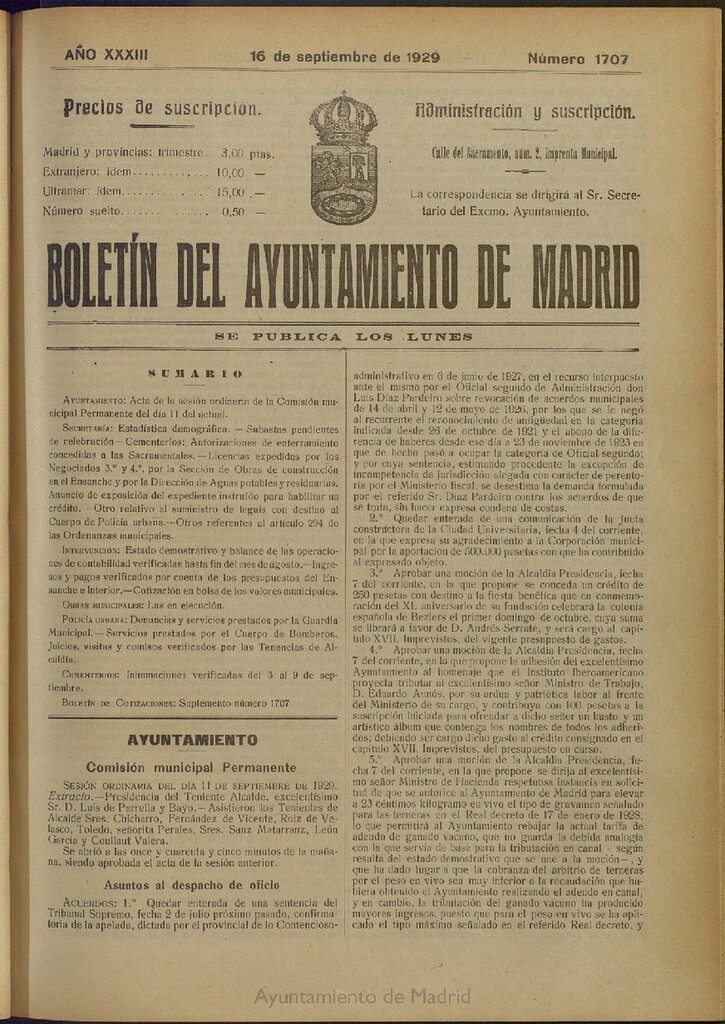 AÑO XXXIII
16 de septiembre de 1929
Número 1707
Precios de suscripción.
Madrid y provincias: trimestre. 3,00 ptas.
Extranjero: ídem............. 10,00 —
Ultramar: ídem............. 15,00 —
Número suelto............. 0,50 —
Administración y suscripción.
Calle del Sacramento, núm. 2, Imprenta Municipal.
La correspondencia se dirigirá al Sr. Secre-
tario del Excmo. Ayuntamiento.
BOLETÍN DEL AYUNTAMIENTO DE MADRID
SE PUBLICA LOS LUNES
SUMARIO
AYUNTAMIENTO: Acta de la sesión ordinaria de la Comisión mu-
nicipal Permanente del día 11 del actual.
SECRETARÍA: Estadística demográfica. — Subastas pendientes
de celebración—Cementerios: Autorizaciones de enterramiento
concedidas a las Sacramentales.—Licencias expedidas por los
Negociados 3.º y 4.º, por la Sección de Obras de construcción
en el Ensanche y por la Dirección de Aguas potables y residuarias.
Anuncio de exposición del expediente instruído para habilitar un
crédito. — Otro relativo al suministro de leguis con destino al
Cuerpo de Policía urbana.—Otros referentes al artículo 294 de
las Ordenanzas municipales.
INTERVENCIÓN: Estado demostrativo y balance de las operacio-
nes de contabilidad verificadas hasta fin del mes de agosto.—Ingre-
sos y pagos verificados por cuenta de los presupuestos del En-
sanche e Interior.—Cotización en bolsa de los valores municipales.
OBRAS MUNICIPALES: Las en ejecución.
POLICÍA URBANA: Denuncias y servicios prestados por la Guardia
Municipal. — Servicios prestados por el Cuerpo de Bomberos.
Juicios, visitas y comisos verificados por las Tenencias de Al-
caldía.
CEMENTERIOS: Inhumaciones verificadas del 3 al 9 de sep-
tiembre.
BOLETÍN DE COTIZACIONES: Suplemento número 1707
AYUNTAMIENTO
Comisión municipal Permanente
SESIÓN ORDINARIA DEL DÍA 11 DE SEPTIEMBRE DE 1929.
Extracto.—Presidencia del Teniente Alcalde, excelentísimo
Sr. D. Luis de Parrella y Bayo.—Asistieron los Tenientes de
Alcalde Sres. Chicharro, Fernández de Vicente, Ruiz de Ve-
lasco, Toledo, señorita Perales, Sres. Sanz Matarranz, León
García y Coullaut Valera.
Se abrió a las once y cuarenta y cinco minutos de la maña-
na, siendo aprobada el acta de la sesión anterior.
Asuntos al despacho de oficio
ACUERDOS: 1.º Quedar enterada de una sentencia del
Tribunal Supremo, fecha 2 de julio próximo pasado, confirma-
toria de la apelada, dictada por el provincial de lo Contencioso-
administrativo en 6 de junio de 1927, en el recurso interpuesto
ante el mismo por el Oficial segundo de Administración don
Luis Díaz Pardeiro sobre revocación de acuerdos municipales
de 14 de abril y 12 de mayo de 1926, por los que se le negó
al recurrente el reconocimiento de antigüedad en la categoría
indicada desde 26 de octubre de 1921 y el abono de la dife-
rencia de haberes desde ese día a 23 de noviembre de 1923 en
que de hecho pasó a ocupar la categoría de Oficial segundo;
y por cuya sentencia, estimando procedente la excepción de
incompetencia de jurisdicción alegada con carácter de perento-
ria por el Ministerio fiscal, se desestima la demanda formulada
por el referido Sr. Díaz Pardeiro contra los acuerdos de que
se trata, sin hacer expresa condena de costas.
2.º Quedar enterada de una comunicación de la Junta
constructora de la Ciudad Universitaria, fecha 4 del corriente,
en la que expresa su agradecimiento a la Corporación munici-
pal por la aportación de 500.000 pesetas con que ha contribuído
al expresado objeto.
3.º Aprobar una moción de la Alcaldía Presidencia, fecha
7 del corriente, en la que propone se conceda un crédito de
250 pesetas con destino a la fiesta benéfica que en conmemo-
ración del XL aniversario de su fundación celebrará la colonia
española de Beziers el primer domingo de octubre, cuya suma
se librará a favor de D. Andrés Serrate, y será cargo al capí-
tulo XVII, Imprevistos, del vigente presupuesto de gastos.
4.º Aprobar una moción de la Alcaldía Presidencia, fecha
7 del corriente, en la que propone la adhesión del excelentísimo
Ayuntamiento al homenaje que el Instituto Iberoamericano
proyecta tributar al excelentísimo señor Ministro de Trabajo,
D. Eduardo Aunós, por su ardua y patriótica labor al frente
del Ministerio de su cargo, y contribuya con 100 pesetas a la
suscripción iniciada para ofrendar a dicho señor un busto y un
artístico álbum que contenga los nombres de todos los adheri-
dos; debiendo ser cargo dicho gasto al crédito consignado en el
capítulo XVII, Imprevistos, del presupuesto en curso.
5.º Aprobar una moción de la Alcaldía Presidencia, fe-
cha 7 del corriente, en la que propone se dirija al excelentísi-
mo señor Ministro de Hacienda respetuosa instancia en solici-
tud de que se autorice al Ayuntamiento de Madrid para elevar
a 23 céntimos kilogramo en vivo el tipo de gravamen señalado
para las terneras en el Real decreto de 17 de enero de 1928,
lo que permitirá al Ayuntamiento rebajar la actual tarifa de
adeudo de ganado vacuno, que no guarda la debida analogía
con la que servía de base para la tributación en canal – según
resulta del estado demostrativo que se une a la moción–, y
que ha dado lugar a que la cobranza del arbitrio de terneras
por el peso en vivo sea muy inferior a la recaudación que hu-
biera obtenido el Ayuntamiento realizando el adeudo en canal,
y en cambio, la tributación del ganado vacuno ha producido
mayores ingresos, puesto que para el peso en vivo se ha apli-
cado el tipo máximo señalado en el referido Real decreto, y
Ayuntamiento de Madrid